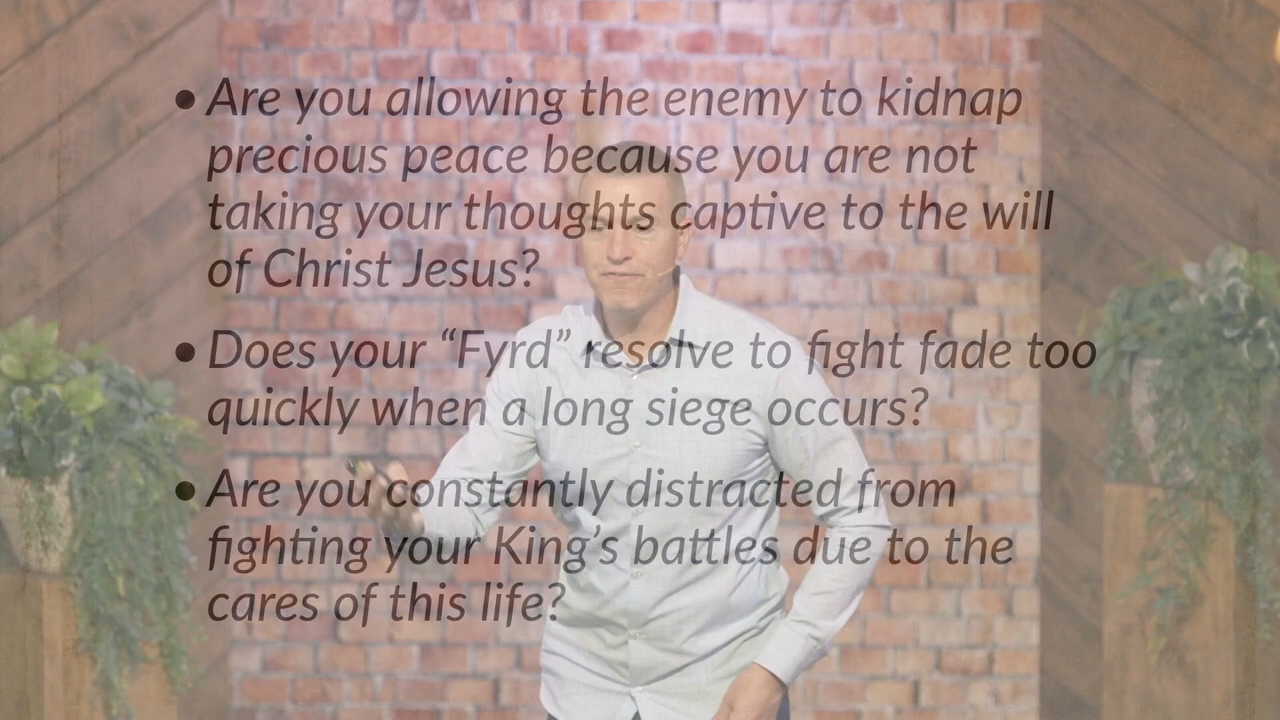 • Are you allowing the enemy to kidnap
precious peace because you are not
taking your thoughts captive to the will
of Christ Jesus?
• Does your “Fyrd” resolve to fight fade too
quickly when a long siege occurs?
• Are you constantly distracted from
fighting your King’s battles due to the
cares of this life?